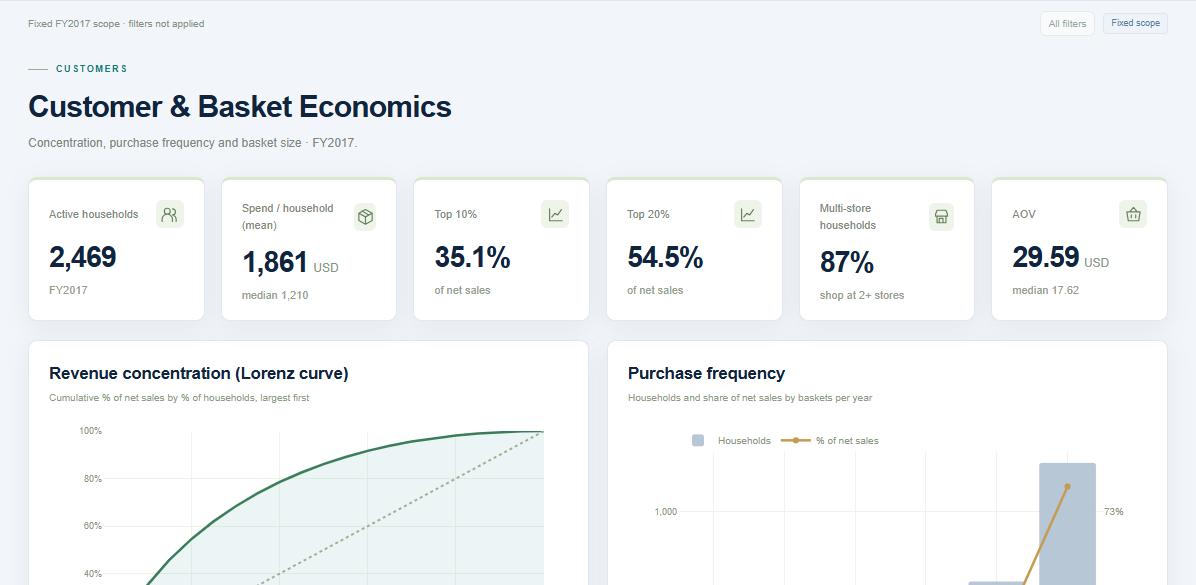 Fixed FY2017 scope · filters not applied
All filters
Fixed scope
CUSTOMERS
Customer & Basket Economics
Concentration, purchase frequency and basket size · FY2017.
Active households
2,469
FY2017
Spend / household
(mean)
1,861 USD
median 1,210
Top 10%
35.1%
of net sales
Top 20%
54.5%
of net sales
Multi-store
households
87%
shop at 2+ stores
AOV
29.59 USD
median 17.62
Revenue concentration (Lorenz curve)
Cumulative % of net sales by % of households, largest first
100%
80%
60%
40%
Purchase frequency
Households and share of net sales by baskets per year
Households
% of net sales
1,000
73%